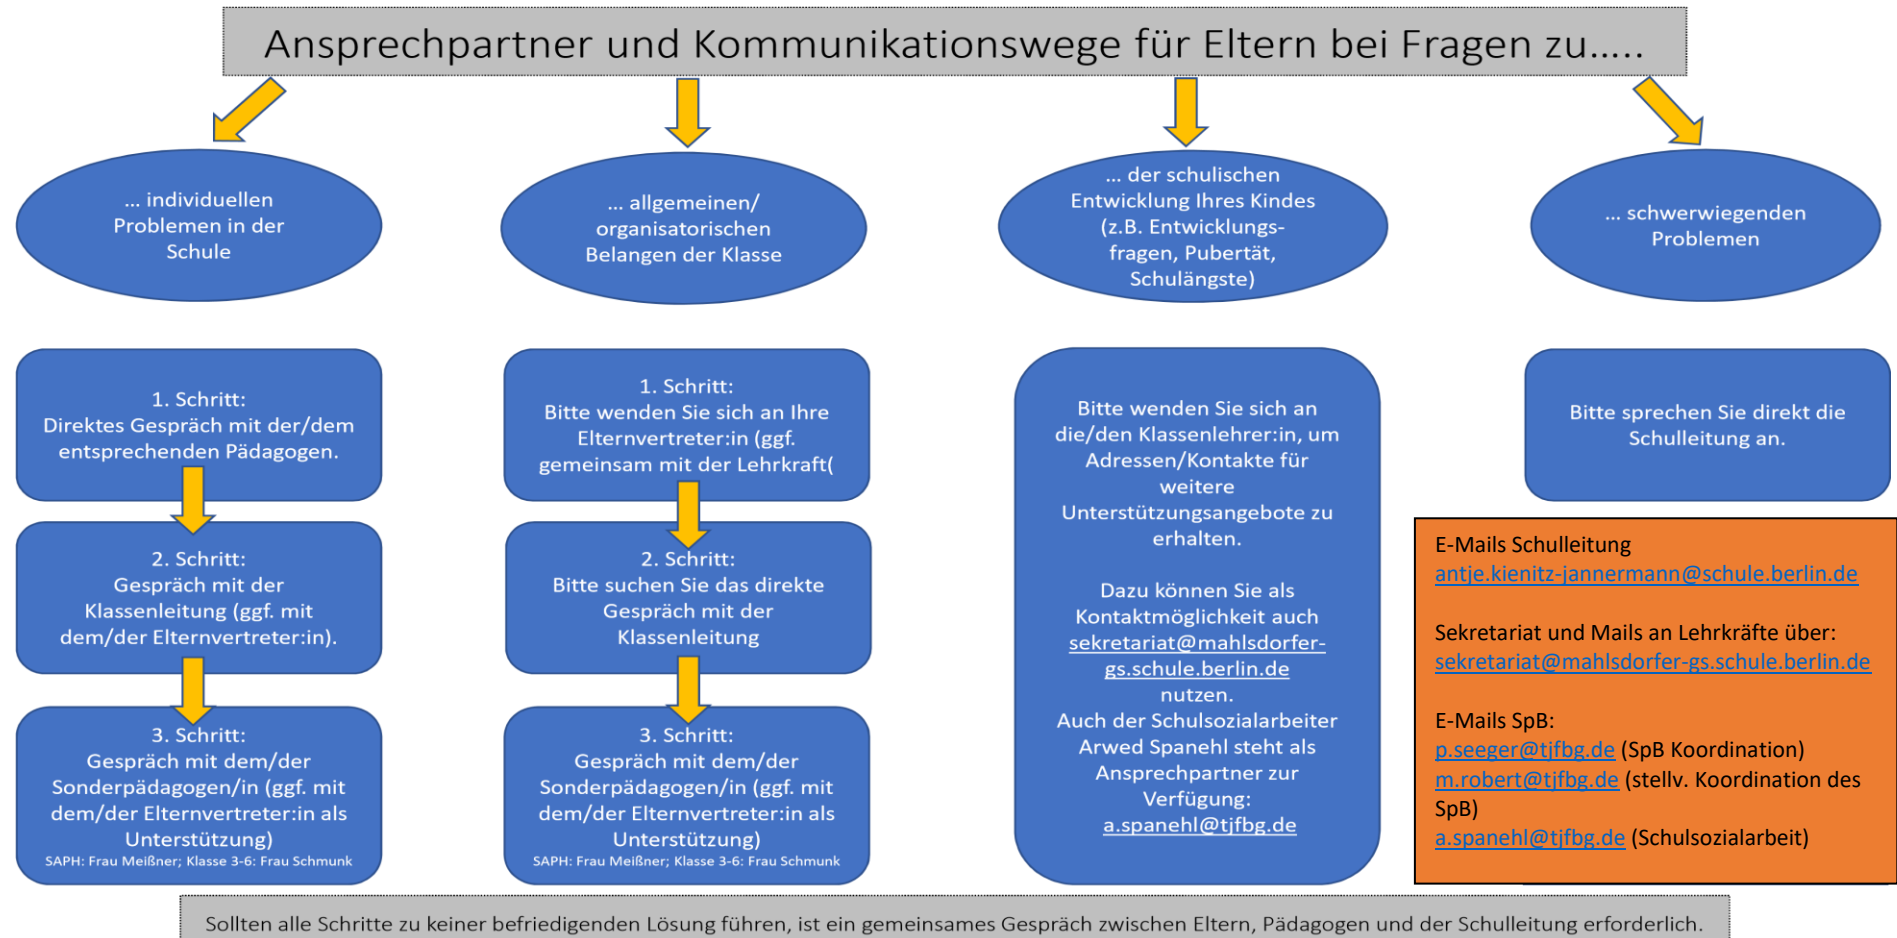 Ansprechpartner und Kommunikationswege für Eltern bei Fragen zu.....
... individuellen
Problemen in der
Schule
... allgemeinen/
organisatorischen
Belangen der Klasse
... der schulischen
Entwicklung Ihres Kindes
(z.B. Entwicklungs-
fragen, Pubertät,
Schulängste)
... schwerwiegenden
Problemen
1. Schritt:
Direktes Gespräch mit der/dem
entsprechenden Pädagogen.
2. Schritt:
Gespräch mit der
Klassenleitung (ggf. mit
dem/der Elternvertreter:in).
3. Schritt:
Gespräch mit dem/der
Sonderpädagogen/in (ggf. mit
dem/der Elternvertreter:in als
Unterstützung)
SAPH: Frau Meißner; Klasse 3-6: Frau Schmunk
1. Schritt:
Bitte wenden Sie sich an Ihre
Elternvertreter:in (ggf.
gemeinsam mit der Lehrkraft(
2. Schritt:
Bitte suchen Sie das direkte
Gespräch mit der
Klassenleitung
3. Schritt:
Gespräch mit dem/der
Sonderpädagogen/in (ggf. mit
dem/der Elternvertreter:in als
Unterstützung)
SAPH: Frau Meißner; Klasse 3-6: Frau Schmunk
Bitte wenden Sie sich an
die/den Klassenlehrer:in, um
Adressen/Kontakte für
weitere
Unterstützungsangebote zu
erhalten.
Dazu können Sie als
Kontaktmöglichkeit auch
sekretariat@mahlsdorfer-
gs.schule.berlin.de
nutzen.
Auch der Schulsozialarbeiter
Arwed Spanehl steht als
Ansprechpartner zur
Verfügung:
a.spanehl@tjfbg.de
Bitte sprechen Sie direkt die
Schulleitung an.
E-Mails Schulleitung
antje.kienitz-jannermann@schule.berlin.de
Sekretariat und Mails an Lehrkräfte über:
sekretariat@mahlsdorfer-gs.schule.berlin.de
E-Mails SpB:
p.seeger@tjfbg.de (SpB Koordination)
m.robert@tjfbg.de (stellv. Koordination des
SpB)
a.spanehl@tjfbg.de (Schulsozialarbeit)
Sollten alle Schritte zu keiner befriedigenden Lösung führen, ist ein gemeinsames Gespräch zwischen Eltern, Pädagogen und der Schulleitung erforderlich.